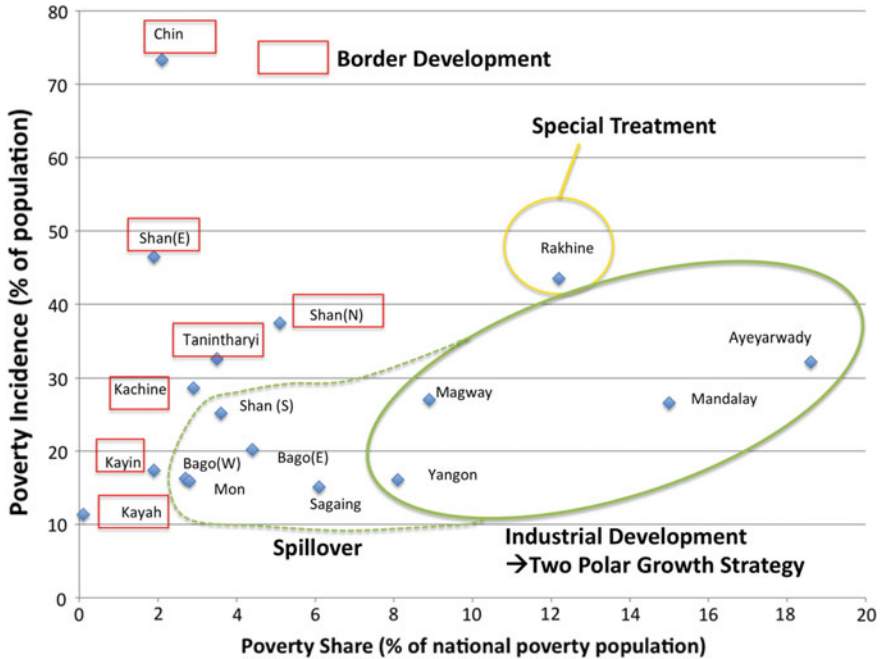 80
70
60
50
40
30
20
10
0
Poverty Incidence (% of population)
Chin
Border Development
Special Treatment
Shan(E)
Rakhine
Shan(N)
Tanintharyi
Ayeyarwady
Kachine
Magway
Mandalay
Shan (S)
Kayin
Bago(W)
Bago(E)
Mon
Yangon
Sagaing
Kayah
Spillover
Industrial Development
→Two Polar Growth Strategy
0 2 4 6 8 10 12 14 16 18 20
Poverty Share (% of national poverty population)